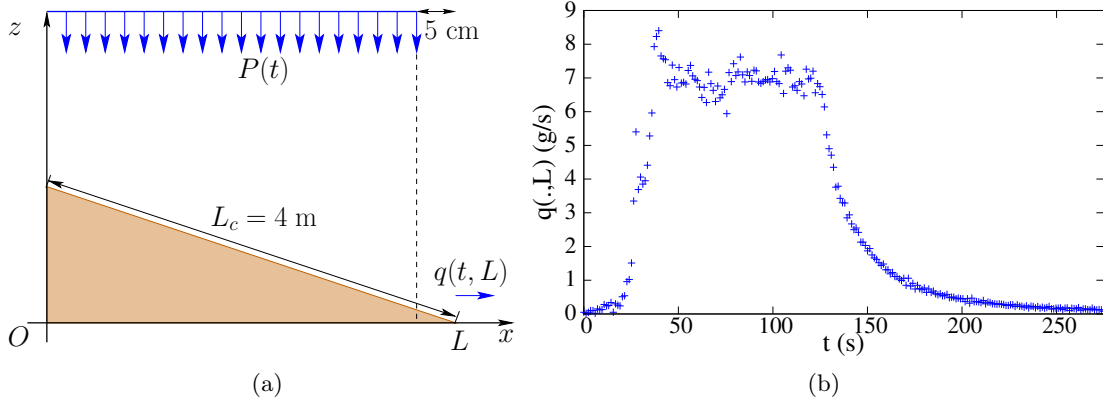 z
5 cm
P(t)
L_c = 4 m
q(t, L)
O
L
x
(a)
q(.,L) (g/s)
9
8
7
6
5
4
3
2
1
0
0 50 100 150 200 250
t (s)
(b)